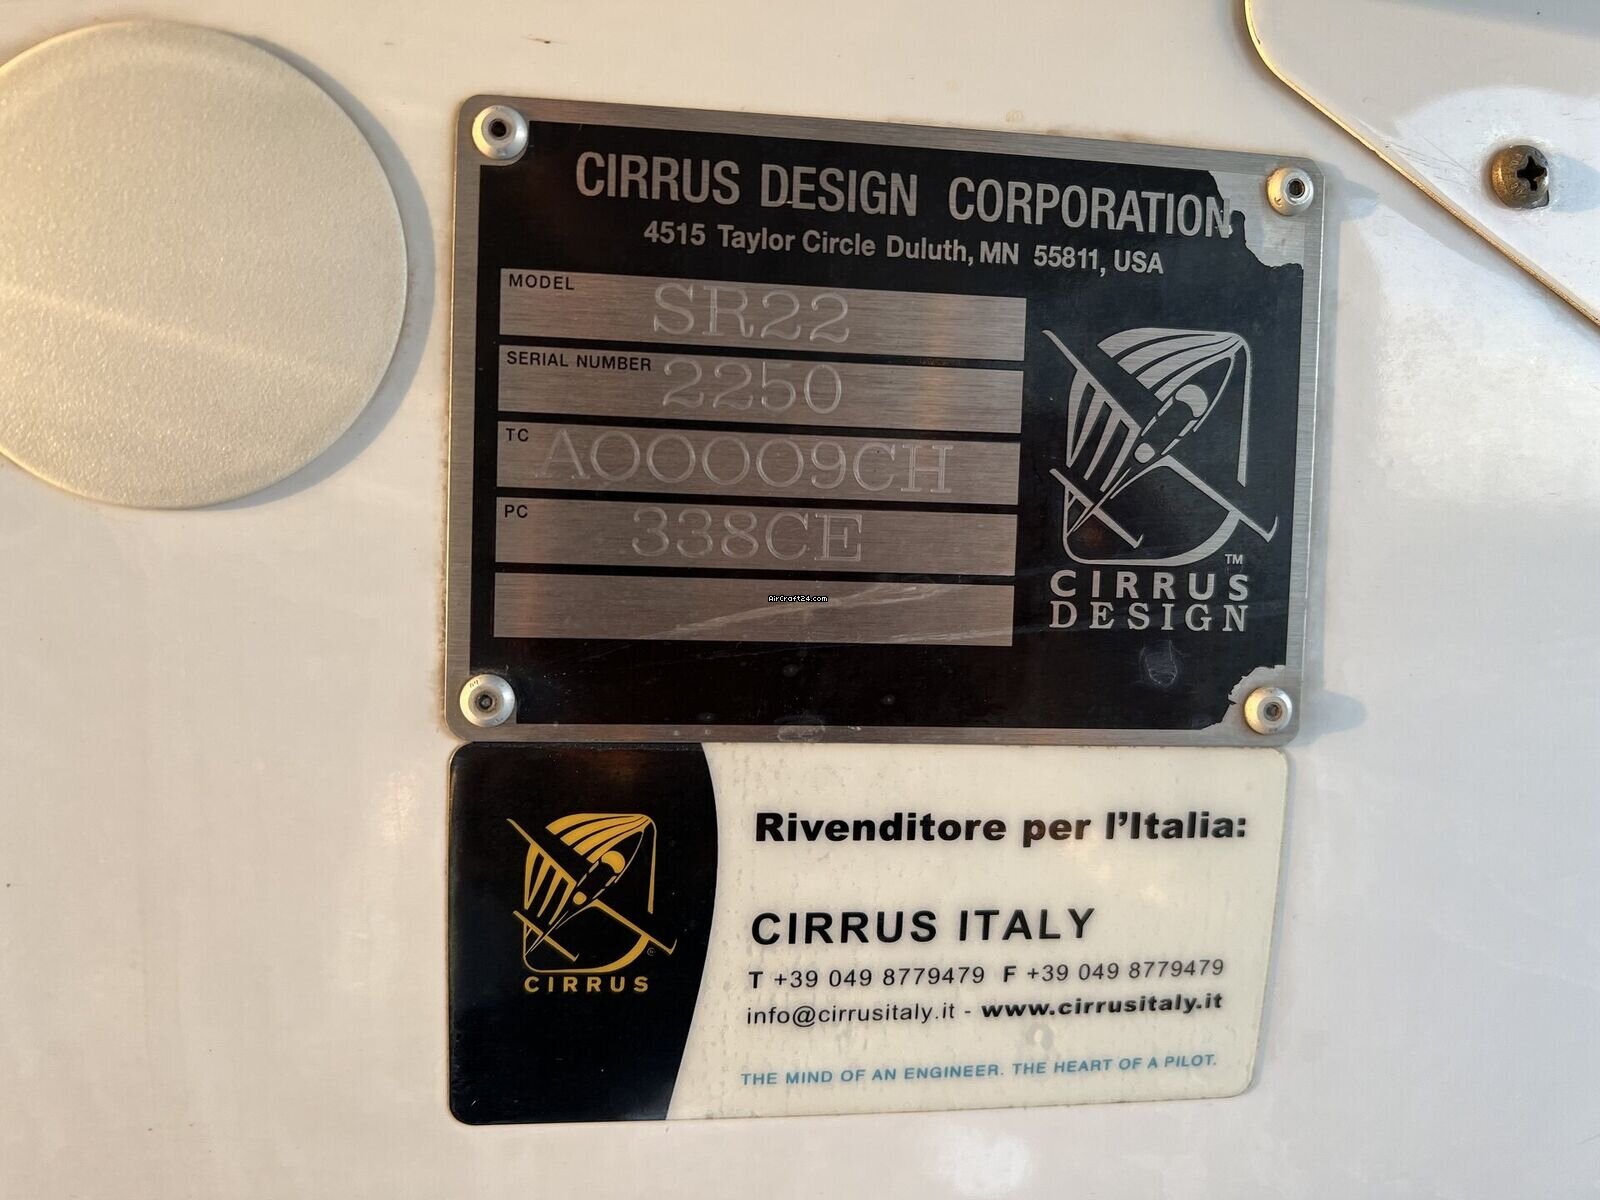 CIRRUS DESIGN CORPORATION
4515 Taylor Circle Duluth, MN 55811, USA
MODEL SR22
SERIAL NUMBER 2250
TC A00009CH
PC 338CE
AirCraft24.com
TM
CIRRUS
DESIGN
CIRRUS
Rivenditore per l'Italia:
CIRRUS ITALY
T +39 049 8779479 F +39 049 8779479
info@cirrusitaly.it - www.cirrusitaly.it
THE MIND OF AN ENGINEER. THE HEART OF A PILOT.